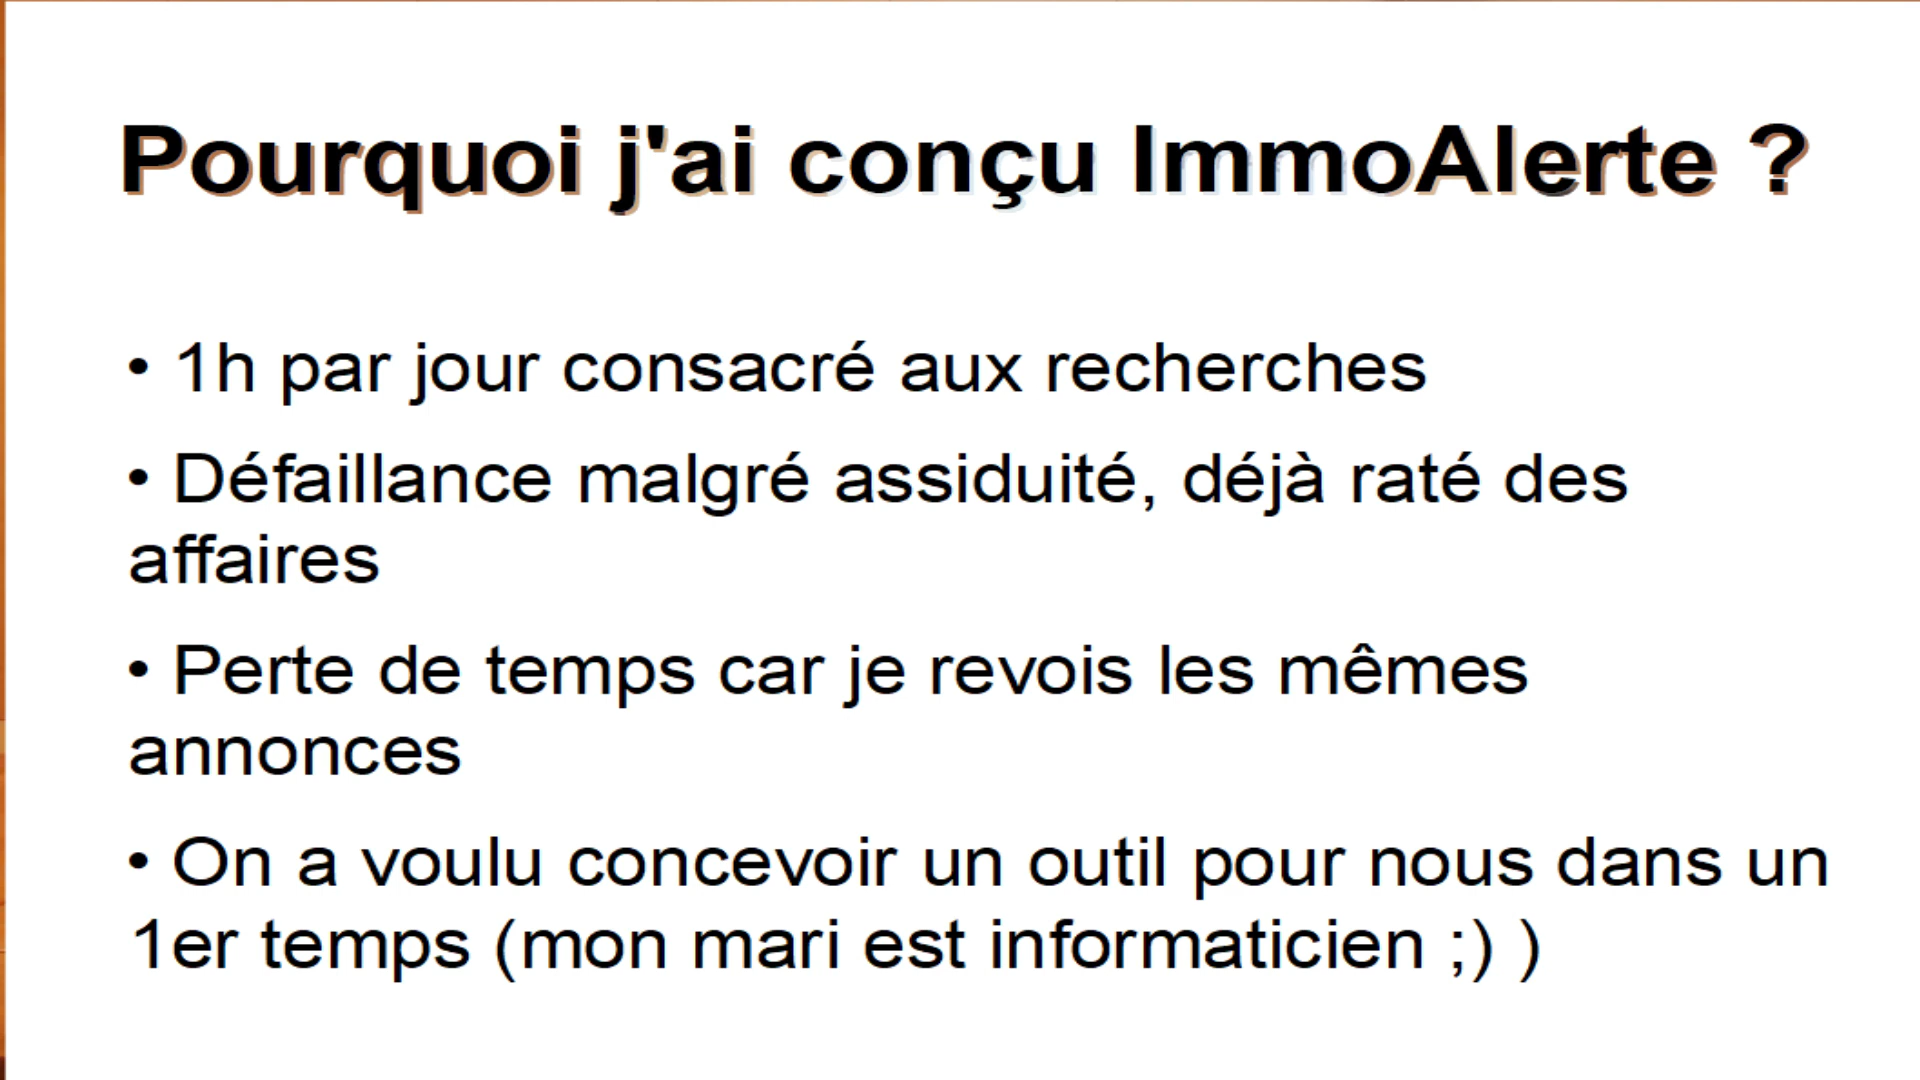 Pourquoi j'ai conçu ImmoAlerte ?
• 1h par jour consacré aux recherches
• Défaillance malgré assiduité, déjà raté des
affaires
• Perte de temps car je revois les mêmes
annonces
• On a voulu concevoir un outil pour nous dans un
1er temps (mon mari est informaticien ;) )